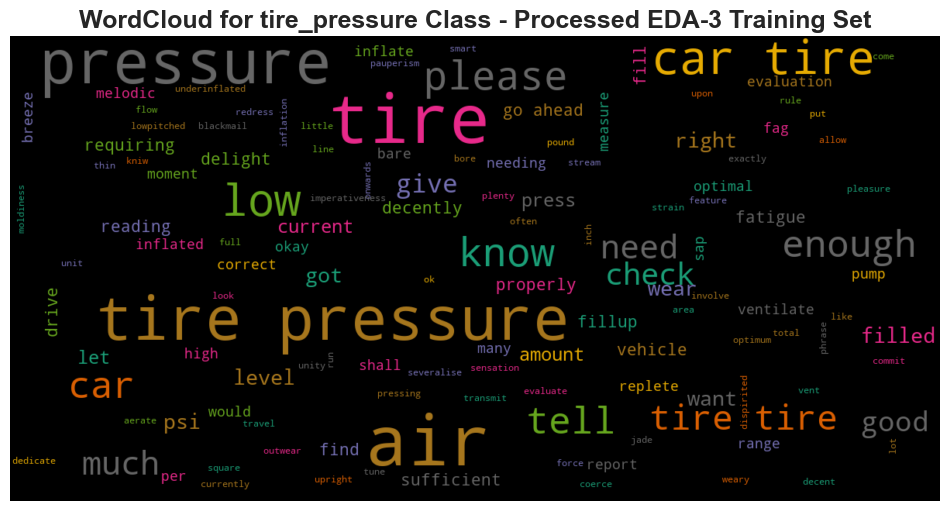 WordCloud for tire_pressure Class - Processed EDA-3 Training Set
pressure
inflate
pauperism
smart
please
fill
car tire
come
evaluation
melodic
underinflated
breeze
flow
redress
inflation
tire
go ahead
measure
upon
rule
put
lowpitched
blackmail
little
line
pound
fag
allow
requiring
delight
bare
bore
needing
stream
right
exactly
thin
kniw
moment
onwards
give
optimal
pleasure
moldiness
low
imperativeness
decently
plenty
press
strain
feature
fatigue
reading
current
often
inch
inflated
full
okay
know
need
sap
enough
unit
correct
got
ok
properly
check
wear
involve
pump
drive
look
tire pressure
area
ventilate
fillup
optimum
total
like
phrase
filled
let
high
unity
run
shall
many
amount
vehicle
commit
car
level
severalise
sensation
evaluate
replete
want
dispirited
vent
pressing
transmit
psi
would
aerate
travel
air
tell
tire tire
good
much
outwear
find
jade
range
lot
dedicate
per
square
currently
upright
tune
sufficient
force
report
coerce
weary
decent